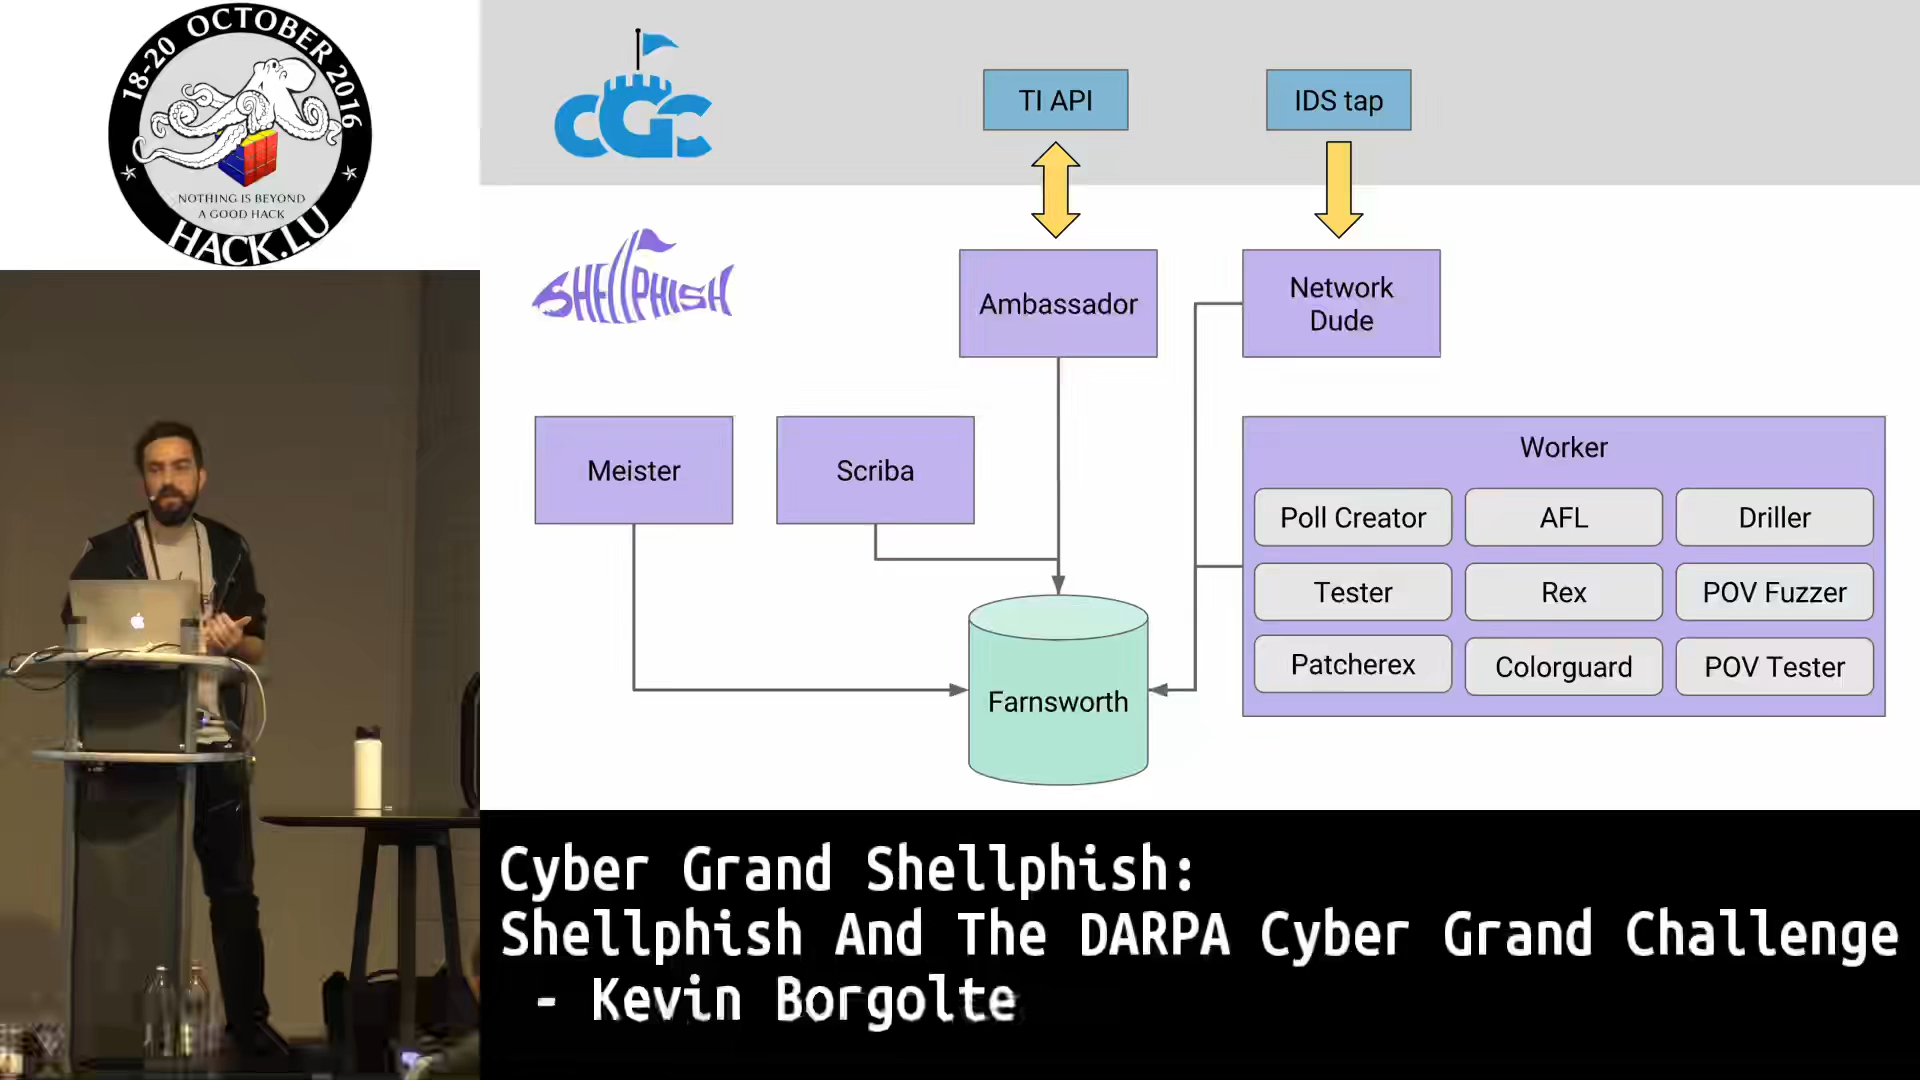 18-20 OCTOBER 2016
NOTHING IS BEYOND
A GOOD HACK
HACK.LU
CGC
TI API
IDS tap
SHELLPHISH
Ambassador
Network
Dude
Meister
Scriba
Worker
Poll Creator
AFL
Driller
Tester
Rex
POV Fuzzer
Patcherex
Colorguard
POV Tester
Farnsworth
Cyber Grand Shellphish:
Shellphish And The DARPA Cyber Grand Challenge
- Kevin Borgolte